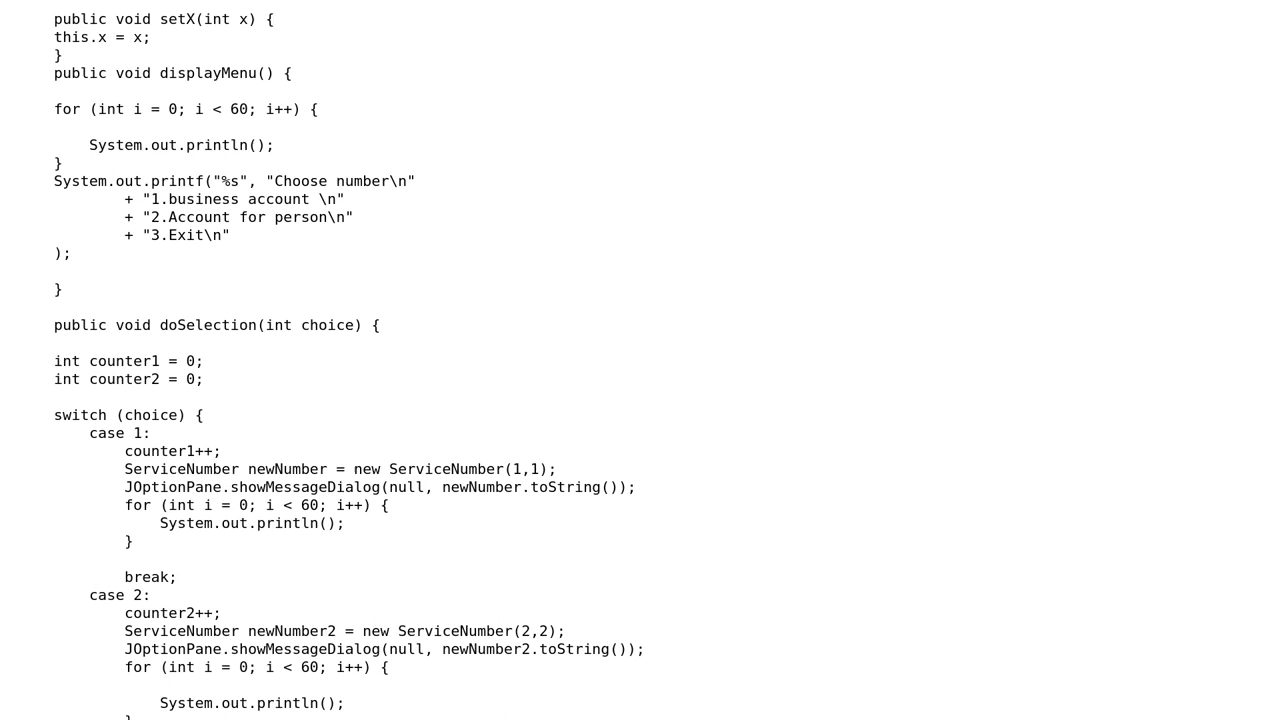 public void setX(int x) {
this.x = x;
}
public void displayMenu() {
for (int i = 0; i < 60; i++) {
System.out.println();
}
System.out.printf("%s", "Choose number\n"
+ "1.business account \n"
+ "2.Account for person\n"
+ "3.Exit\n"
);
}
public void doSelection(int choice) {
int counter1 = 0;
int counter2 = 0;
switch (choice) {
case 1:
counter1++;
ServiceNumber newNumber = new ServiceNumber(1,1);
JOptionPane.showMessageDialog(null, newNumber.toString());
for (int i = 0; i < 60; i++) {
System.out.println();
}
break;
case 2:
counter2++;
ServiceNumber newNumber2 = new ServiceNumber(2,2);
JOptionPane.showMessageDialog(null, newNumber2.toString());
for (int i = 0; i < 60; i++) {
System.out.println();
}